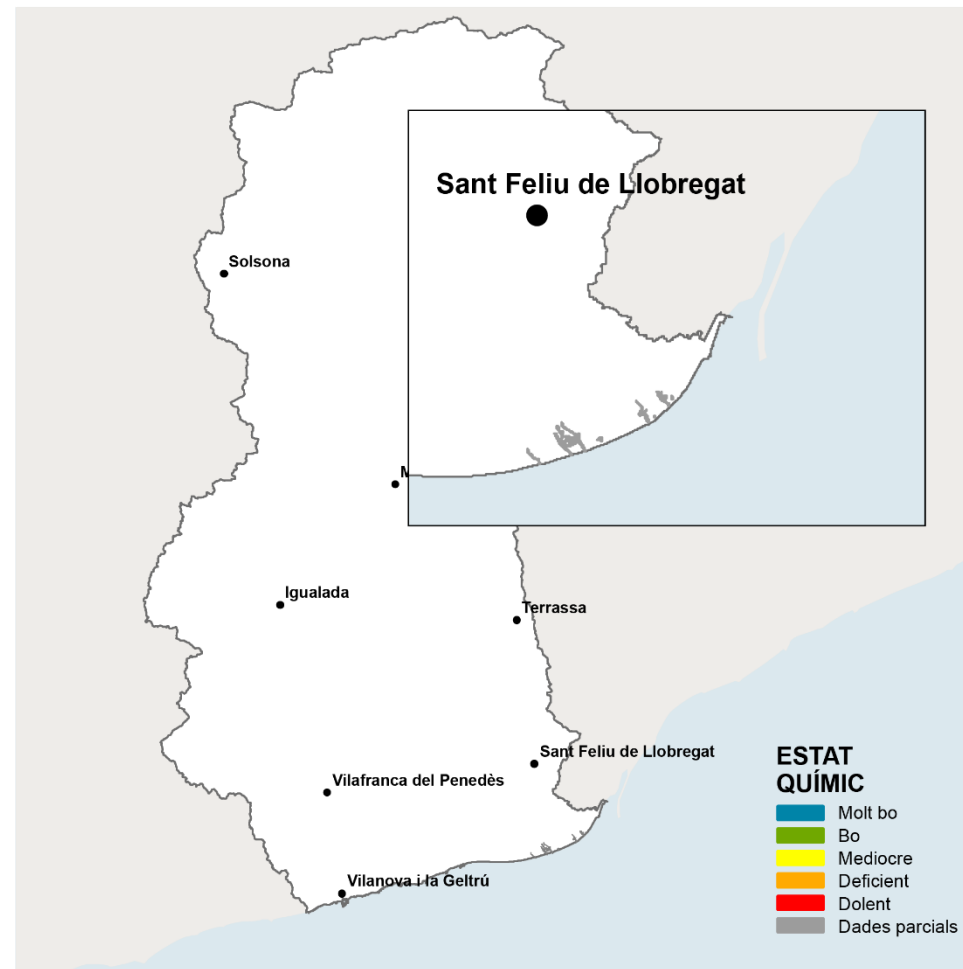 Sant Feliu de Llobregat
Solsona
M
Igualada
Terrassa
Sant Feliu de Llobregat
Vilafranca del Penedès
Vilanova i la Geltrú
ESTAT
QUÍMIC
Molt bo
Bo
Mediocre
Deficient
Dolent
Dades parcials